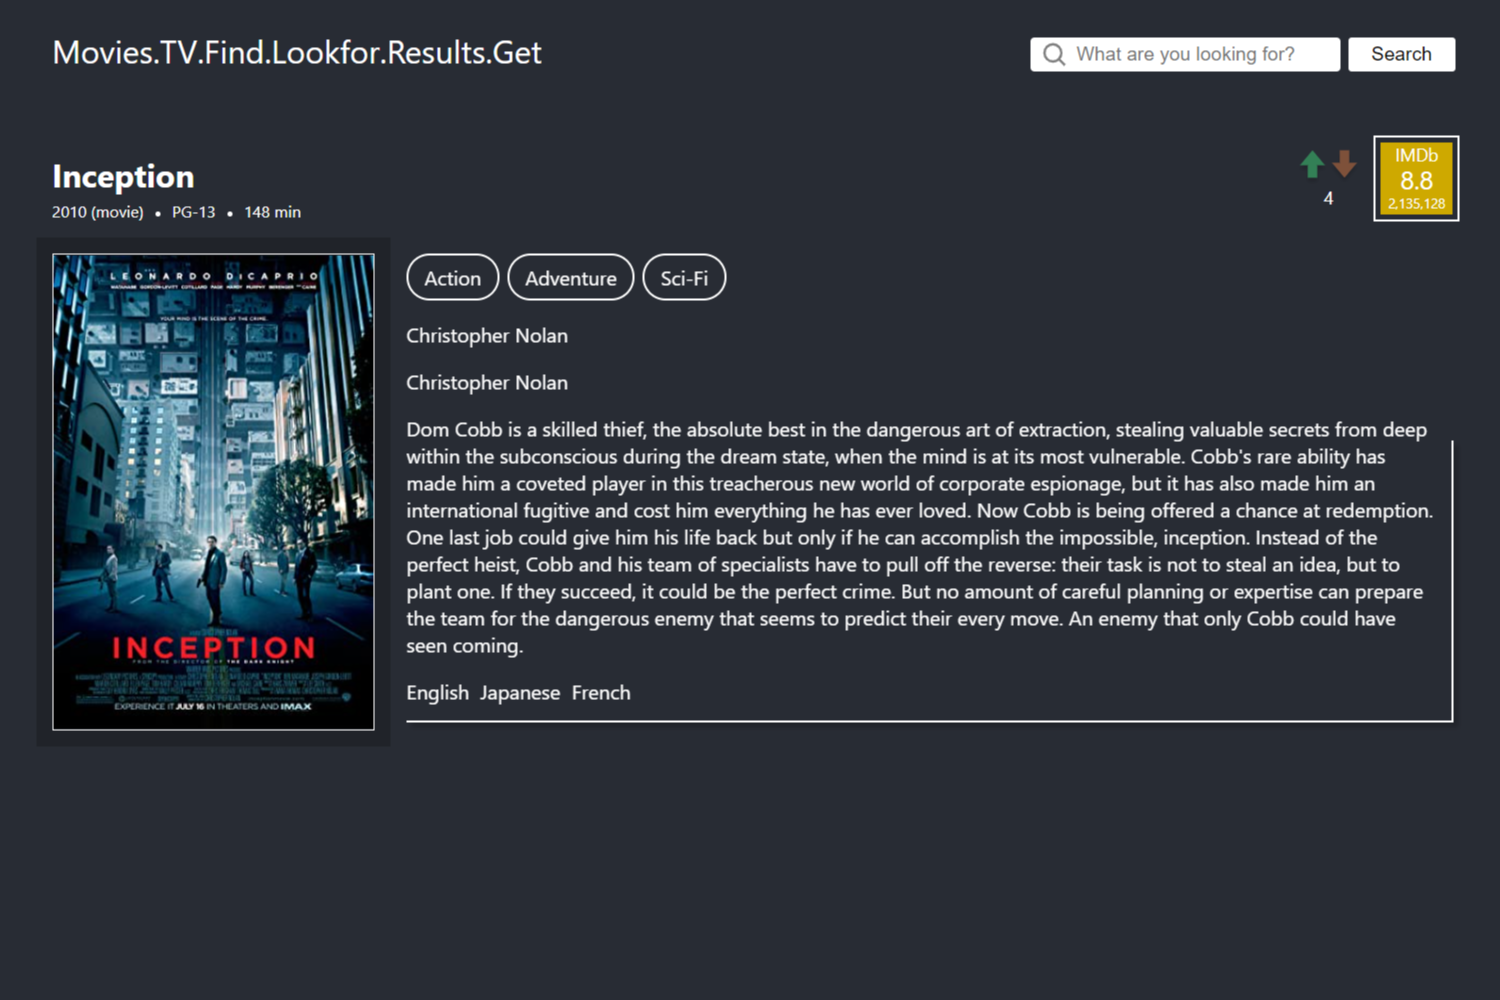 Movies.TV.Find.Lookfor.Results.Get
What are you looking for?
Search
Inception
2010 (movie) • PG-13 • 148 min
4
IMDb
8.8
2,135,128
LEONARDO DICAPRIO
YOUR MIND IS THE SCENE OF THE CRIME.
INCEPTION
FROM THE DIRECTOR OF THE DARK KNIGHT
EXPERIENCE IT JULY 16 IN THEATERS AND IMAX
Action
Adventure
Sci-Fi
Christopher Nolan
Christopher Nolan
Dom Cobb is a skilled thief, the absolute best in the dangerous art of extraction, stealing valuable secrets from deep
within the subconscious during the dream state, when the mind is at its most vulnerable. Cobb's rare ability has
made him a coveted player in this treacherous new world of corporate espionage, but it has also made him an
international fugitive and cost him everything he has ever loved. Now Cobb is being offered a chance at redemption.
One last job could give him his life back but only if he can accomplish the impossible, inception. Instead of the
perfect heist, Cobb and his team of specialists have to pull off the reverse: their task is not to steal an idea, but to
plant one. If they succeed, it could be the perfect crime. But no amount of careful planning or expertise can prepare
the team for the dangerous enemy that seems to predict their every move. An enemy that only Cobb could have
seen coming.
English Japanese French